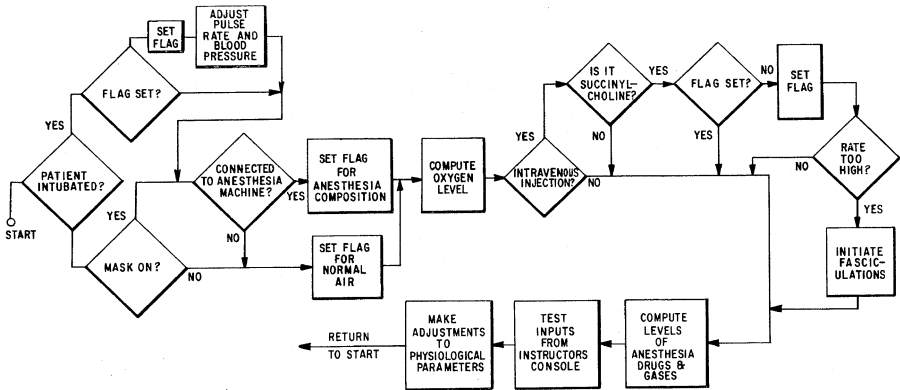 SET
FLAG
ADJUST
PULSE
RATE AND
BLOOD
PRESSURE
FLAG SET?
YES
PATIENT
INTUBATED?
START
YES
MASK ON?
NO
CONNECTED
TO ANESTHESIA
MACHINE?
YES
NO
SET FLAG
FOR
ANESTHESIA
COMPOSITION
SET FLAG
FOR
NORMAL
AIR
COMPUTE
OXYGEN
LEVEL
INTRAVENOUS
INJECTION?
YES
NO
IS IT
SUCCINYL-
CHOLINE?
YES
NO
FLAG SET?
NO
YES
SET
FLAG
RATE
TOO
HIGH?
NO
YES
INITIATE
FASCIC-
ULATIONS
COMPUTE
LEVELS
OF
ANESTHESIA
DRUGS &
GASES
TEST
INPUTS
FROM
INSTRUCTORS
CONSOLE
MAKE
ADJUSTMENTS
TO
PHYSIOLOGICAL
PARAMETERS
RETURN
TO START